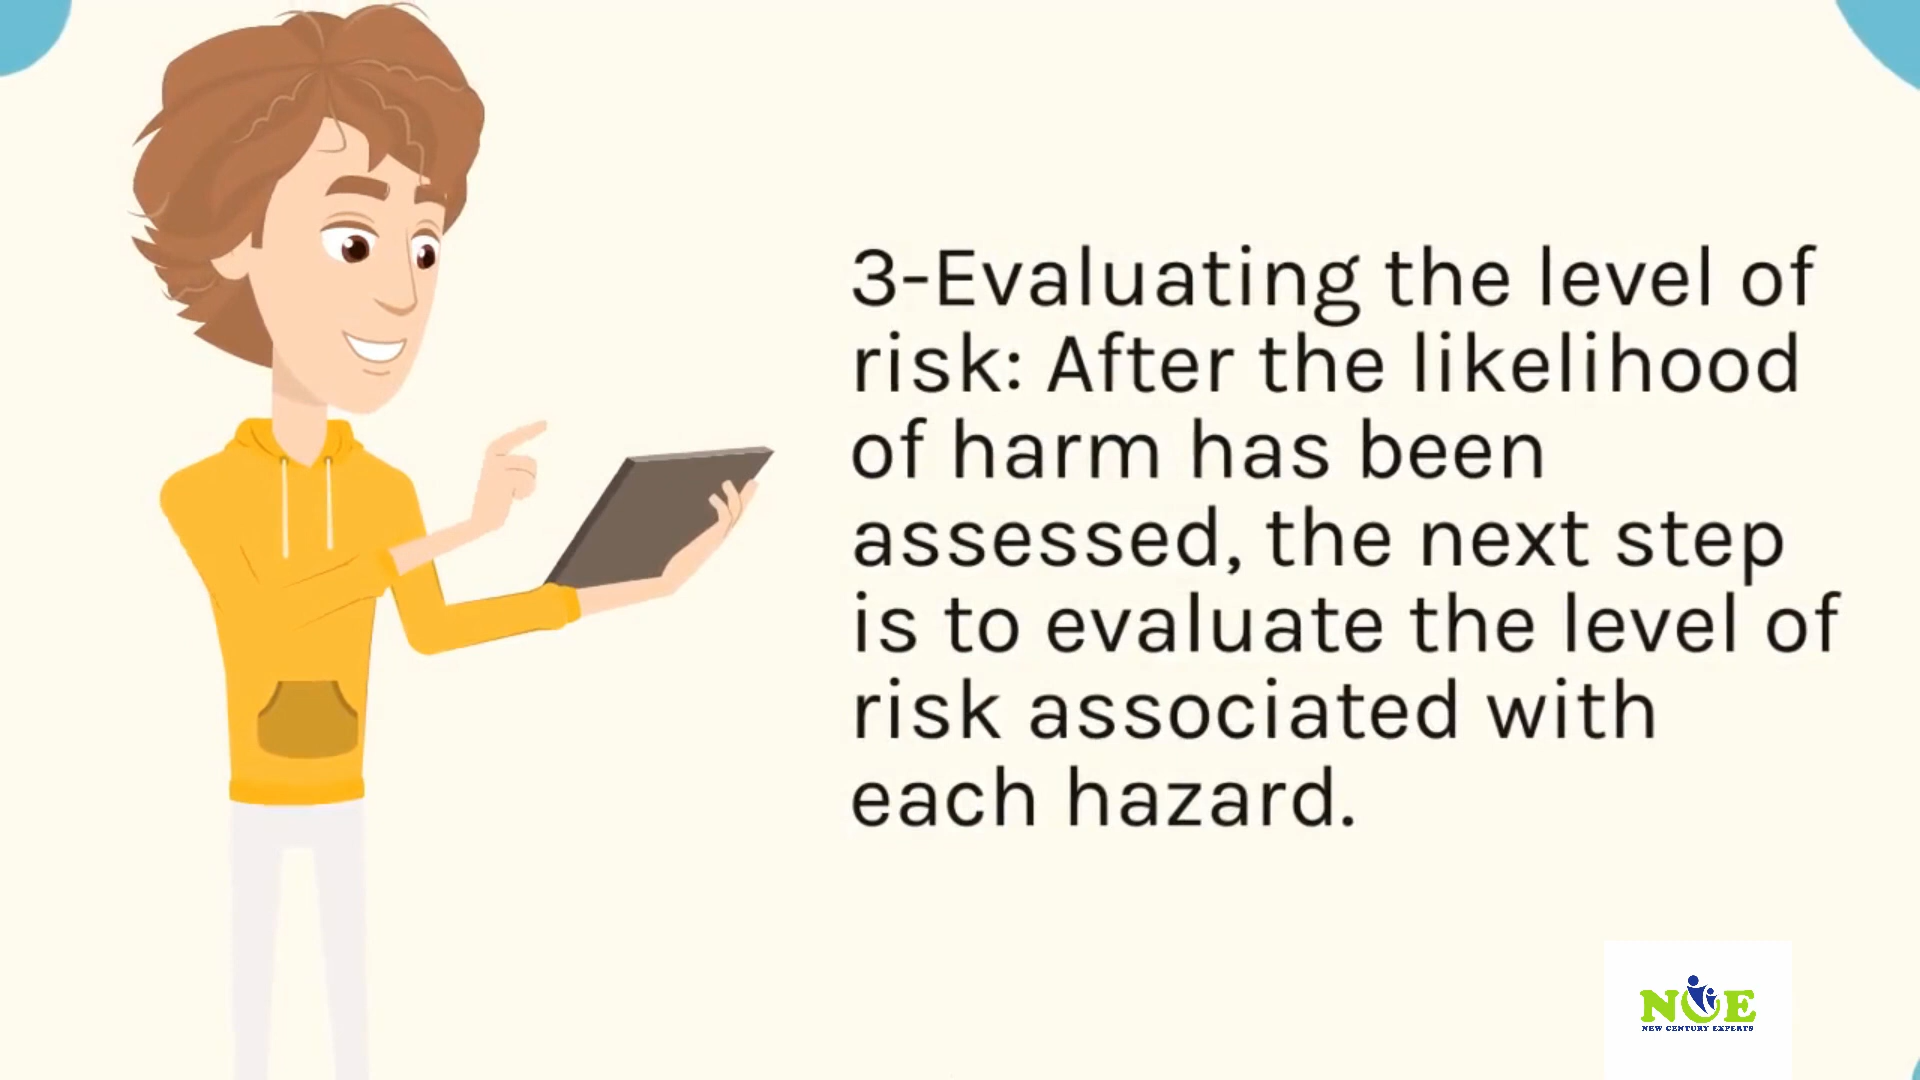 3-Evaluating the level of
risk: After the likelihood
of harm has been
assessed, the next step
is to evaluate the level of
risk associated with
each hazard.
NCE
NEW CENTURY EXPERTS